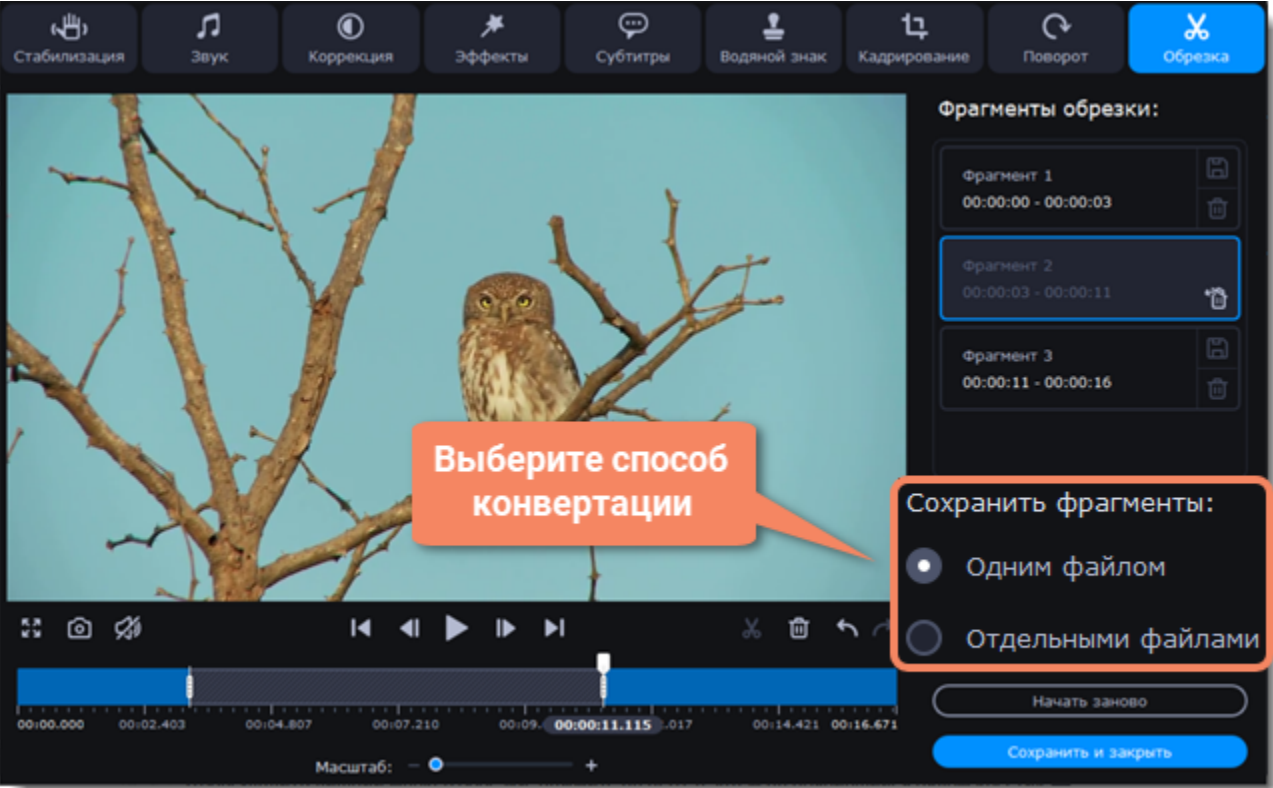 Стабилизация
Звук
Коррекция
Эффекты
Субтитры
Водяной знак
Кадрирование
Поворот
Обрезка
Фрагменты обрезки:
Фрагмент 1
00:00:00 - 00:00:03
Фрагмент 2
00:00:03 - 00:00:11
Фрагмент 3
00:00:11 - 00:00:16
Выберите способ
конвертации
Сохранить фрагменты:
Одним файлом
Отдельными файлами
00:00.000 00:02.403 00:04.807 00:07.210 00:09. 00:00:11.115 .017 00:14.421 00:16.671
Начать заново
Масштаб: − +
Сохранить и закрыть